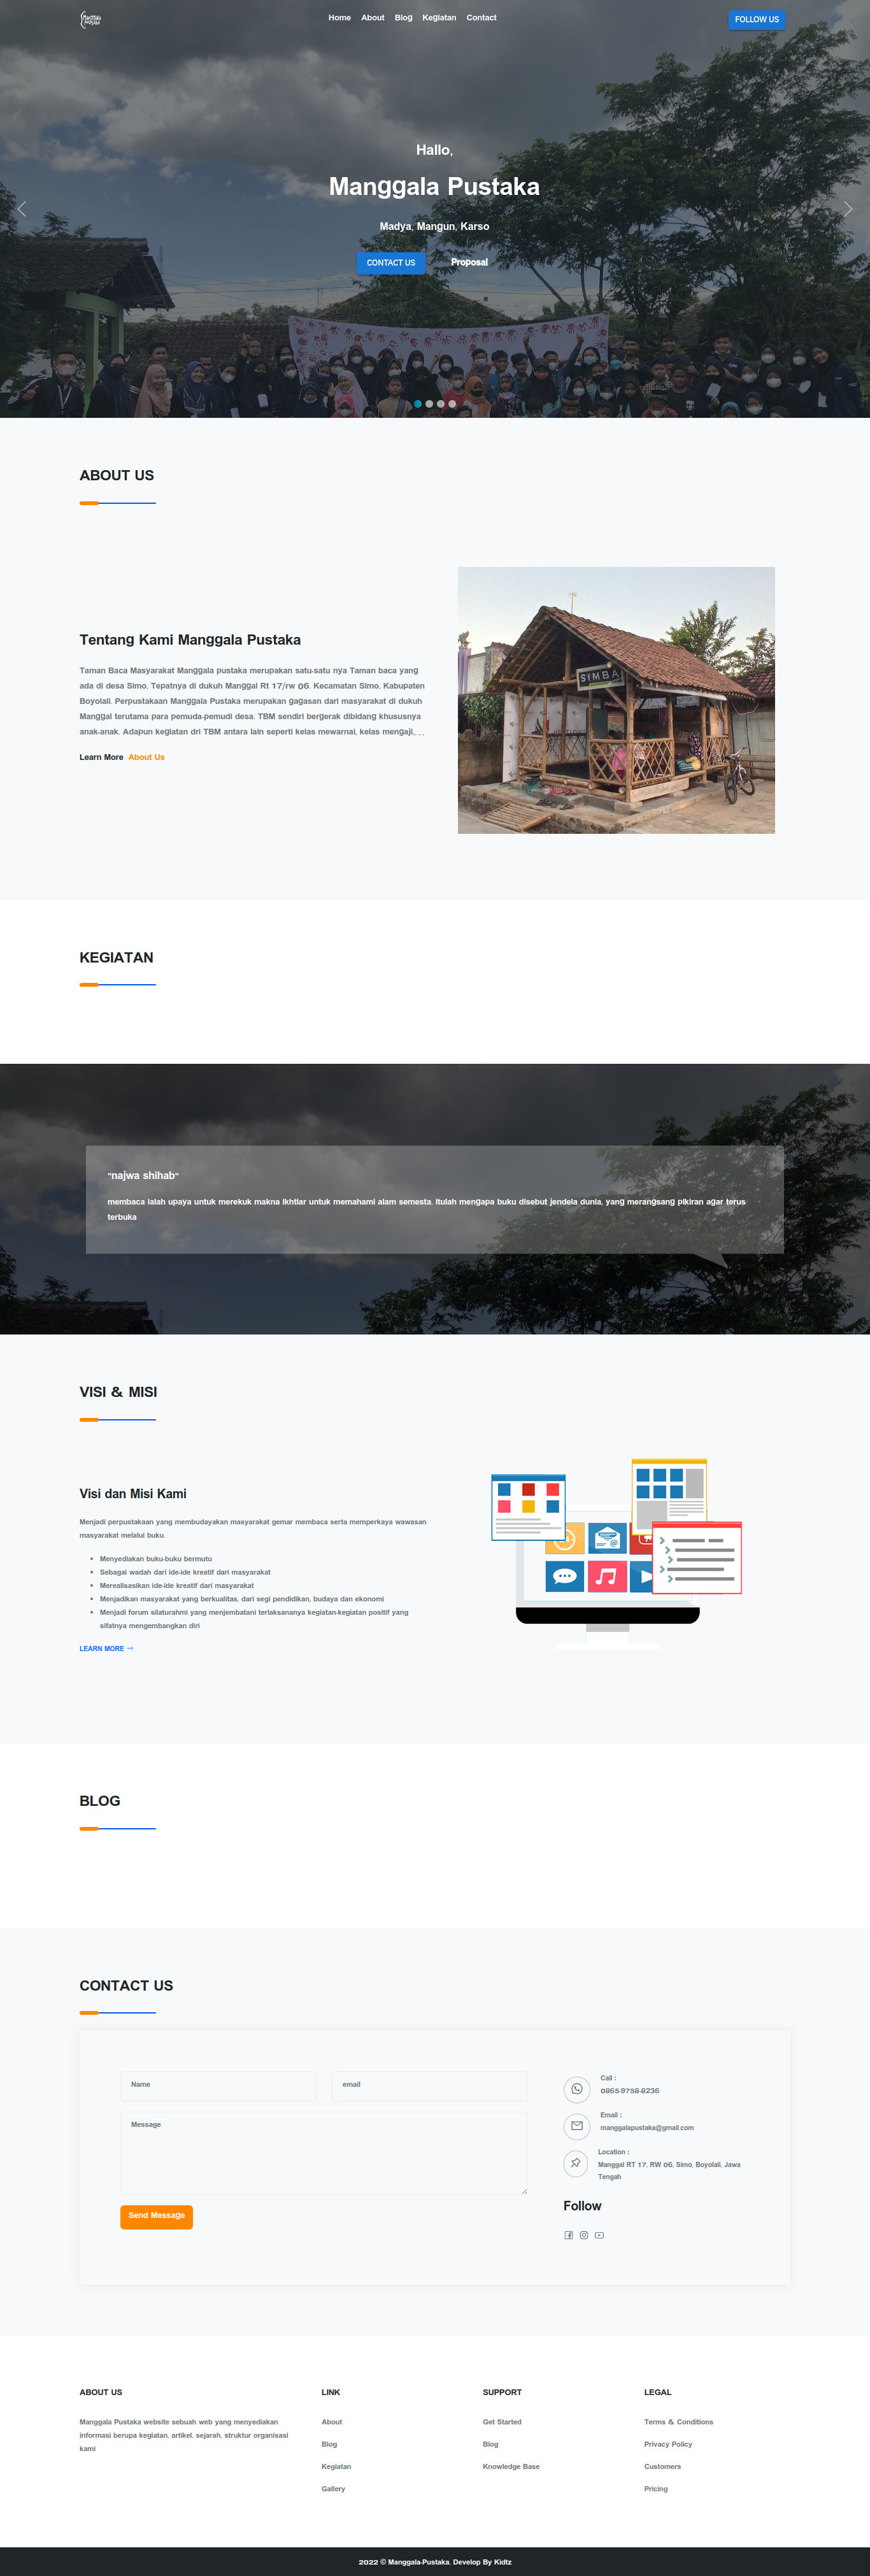 Manggala
Pustaka
Home About Blog Kegiatan Contact
FOLLOW US
Hallo,
Manggala Pustaka
Madya, Mangun, Karso
CONTACT US
Proposal
ABOUT US
Tentang Kami Manggala Pustaka
Taman Baca Masyarakat Manggala pustaka merupakan satu-satu nya Taman baca yang
ada di desa Simo, Tepatnya di dukuh Manggal Rt 17/rw 06. Kecamatan Simo, Kabupaten
Boyolali. Perpustakaan Manggala Pustaka merupakan gagasan dari masyarakat di dukuh
Manggal terutama para pemuda-pemudi desa. TBM sendiri bergerak dibidang khususnya
anak-anak. Adapun kegiatan dri TBM antara lain seperti kelas mewarnai, kelas mengaji,...
Learn More About Us
SIMBA
KEGIATAN
"najwa shihab"
membaca ialah upaya untuk merekuk makna ikhtiar untuk memahami alam semesta. Itulah mengapa buku disebut jendela dunia, yang merangsang pikiran agar terus
terbuka
VISI & MISI
Visi dan Misi Kami
Menjadi perpustakaan yang membudayakan masyarakat gemar membaca serta memperkaya wawasan
masyarakat melalui buku.
• Menyediakan buku-buku bermutu
• Sebagai wadah dari ide-ide kreatif dari masyarakat
• Merealisasikan ide-ide kreatif dari masyarakat
• Menjadikan masyarakat yang berkualitas, dari segi pendidikan, budaya dan ekonomi
• Menjadi forum silaturahmi yang menjembatani terlaksananya kegiatan-kegiatan positif yang
sifatnya mengembangkan diri
LEARN MORE →
BLOG
CONTACT US
Name
email
Message
Send Message
Call :
0865-9758-8236
Email :
manggalapustaka@gmail.com
Location :
Manggal RT 17, RW 06, Simo, Boyolali, Jawa
Tengah
Follow
ABOUT US
Manggala Pustaka website sebuah web yang menyediakan
informasi berupa kegiatan, artikel, sejarah, struktur organisasi
kami
LINK
About
Blog
Kegiatan
Gallery
SUPPORT
Get Started
Blog
Knowledge Base
LEGAL
Terms & Conditions
Privacy Policy
Customers
Pricing
2022 © Manggala-Pustaka. Develop By Kidtz